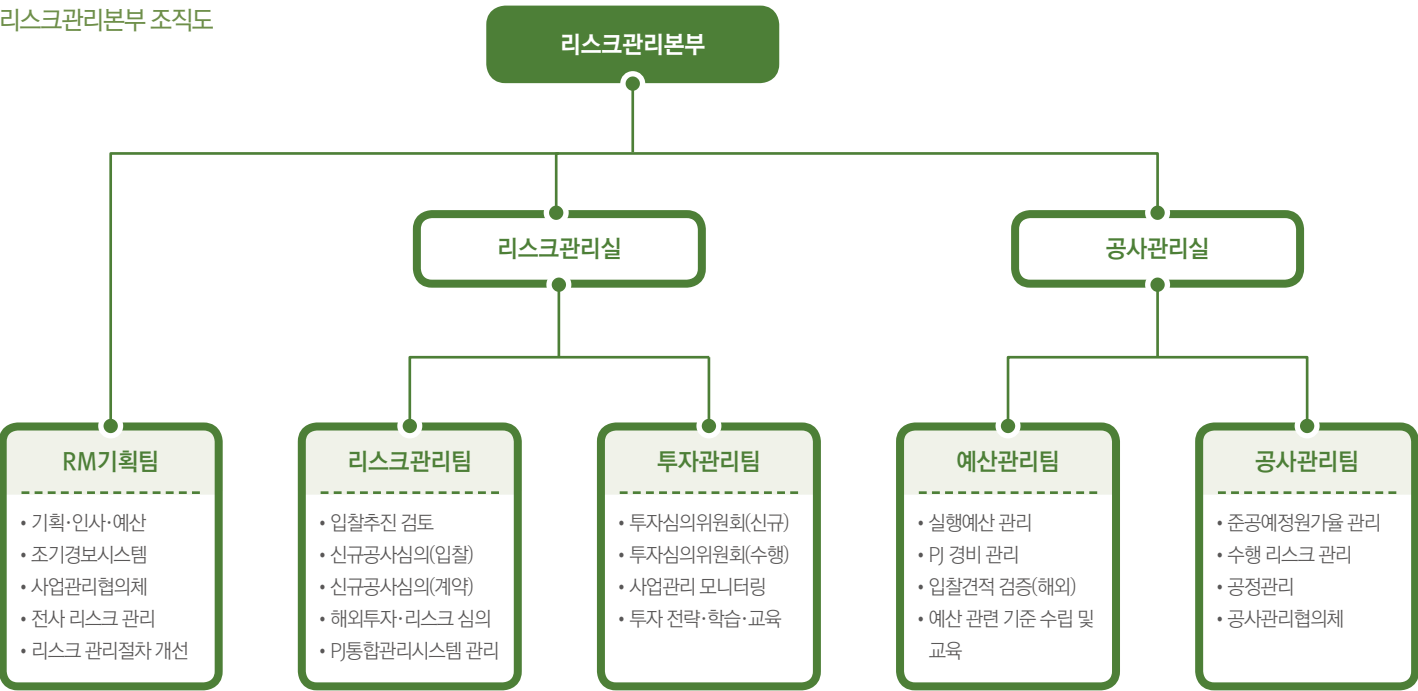 리스크관리본부 조직도
리스크관리본부
리스크관리실
공사관리실
RM기획팀
• 기획·인사·예산
• 조기경보시스템
• 사업관리협의체
• 전사 리스크 관리
• 리스크 관리절차 개선
리스크관리팀
• 입찰추진 검토
• 신규공사심의(입찰)
• 신규공사심의(계약)
• 해외투자·리스크 심의
• PJ통합관리시스템 관리
투자관리팀
• 투자심의위원회(신규)
• 투자심의위원회(수행)
• 사업관리 모니터링
• 투자 전략·학습·교육
예산관리팀
• 실행예산 관리
• PJ 경비 관리
• 입찰견적 검증(해외)
• 예산 관련 기준 수립 및
교육
공사관리팀
• 준공예정원가율 관리
• 수행 리스크 관리
• 공정관리
• 공사관리협의체